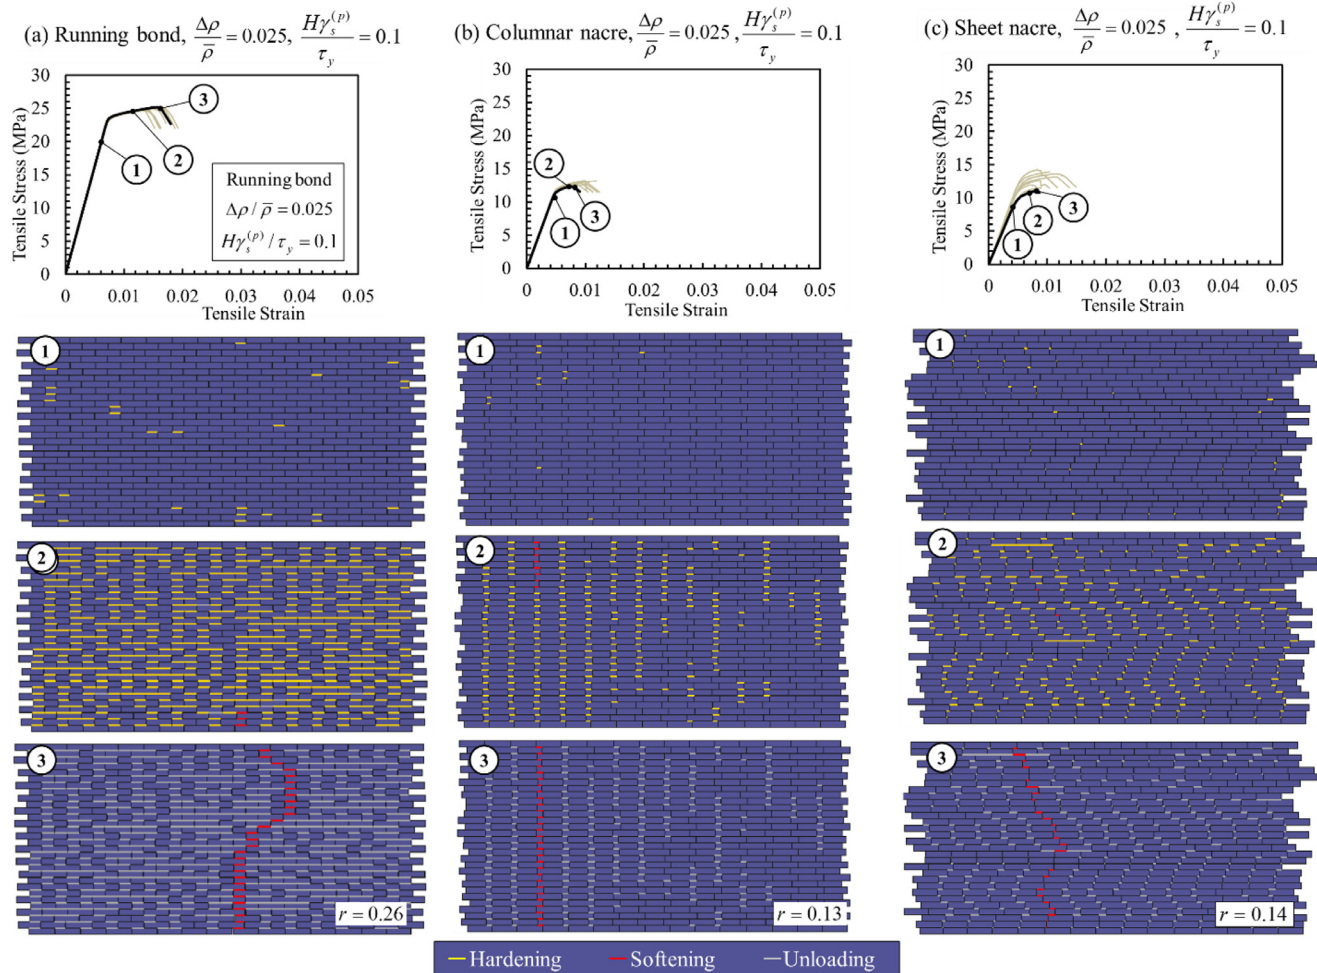 (a) Running bond, Δρ/ρ̅ = 0.025, Hγₛ⁽ᵖ⁾/τᵧ = 0.1
Tensile Stress (MPa)
30
25
20
15
10
5
0
0 0.01 0.02 0.03 0.04 0.05
Tensile Strain
1
2
3
Running bond
Δρ/ρ̅ = 0.025
Hγₛ⁽ᵖ⁾/τᵧ = 0.1
(b) Columnar nacre, Δρ/ρ̅ = 0.025, Hγₛ⁽ᵖ⁾/τᵧ = 0.1
Tensile Stress (MPa)
30
25
20
15
10
5
0
0 0.01 0.02 0.03 0.04 0.05
Tensile Strain
2
1
3
(c) Sheet nacre, Δρ/ρ̅ = 0.025, Hγₛ⁽ᵖ⁾/τᵧ = 0.1
Tensile Stress (MPa)
30
25
20
15
10
5
0
0 0.01 0.02 0.03 0.04 0.05
Tensile Strain
1
2
3
1
1
1
2
2
2
3
3
3
r = 0.26
r = 0.13
r = 0.14
Hardening Softening Unloading